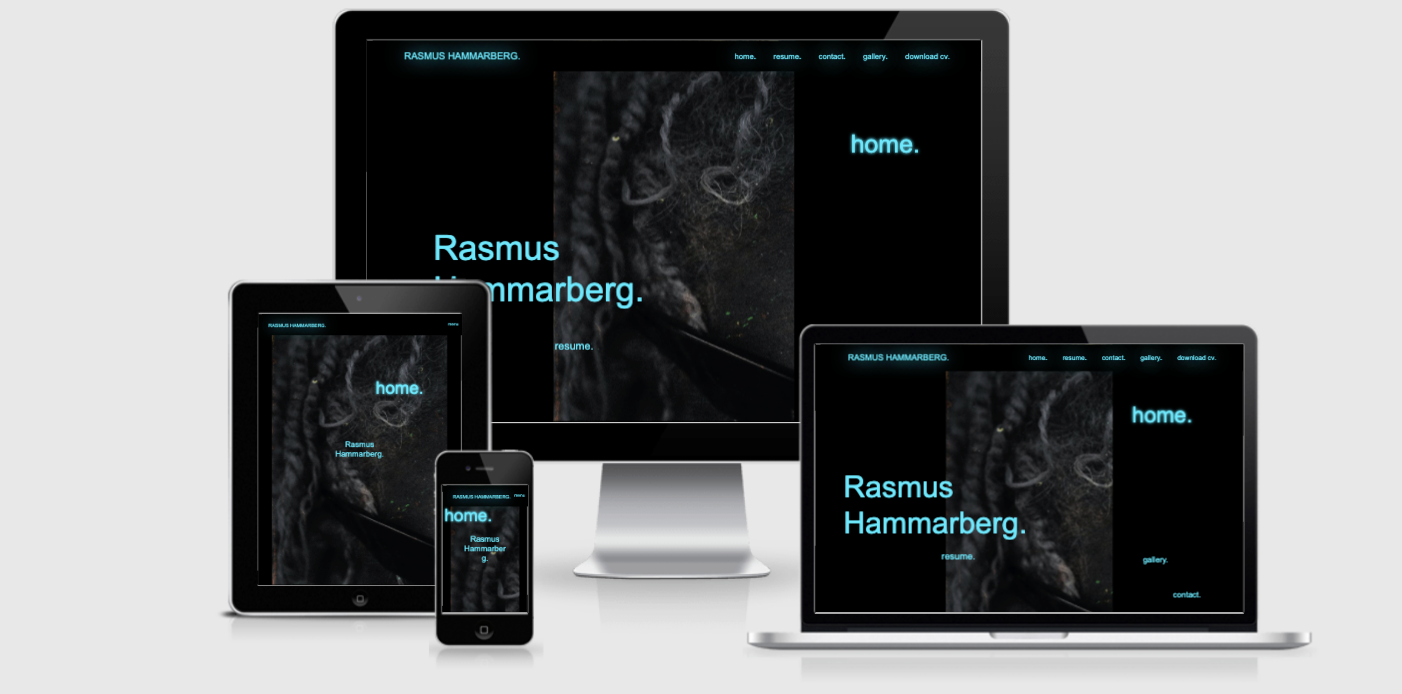 RASMUS HAMMARBERG.
home. resume. contact. gallery. download cv.
home.
Rasmus
mmarberg.
resume.
RASMUS HAMMARBERG.
menu
home.
Rasmus
Hammarberg.
RASMUS HAMMARBERG.
menu
home.
Rasmus
Hammarber
g.
RASMUS HAMMARBERG.
home. resume. contact. gallery. download cv.
home.
Rasmus
Hammarberg.
resume.
gallery.
contact.